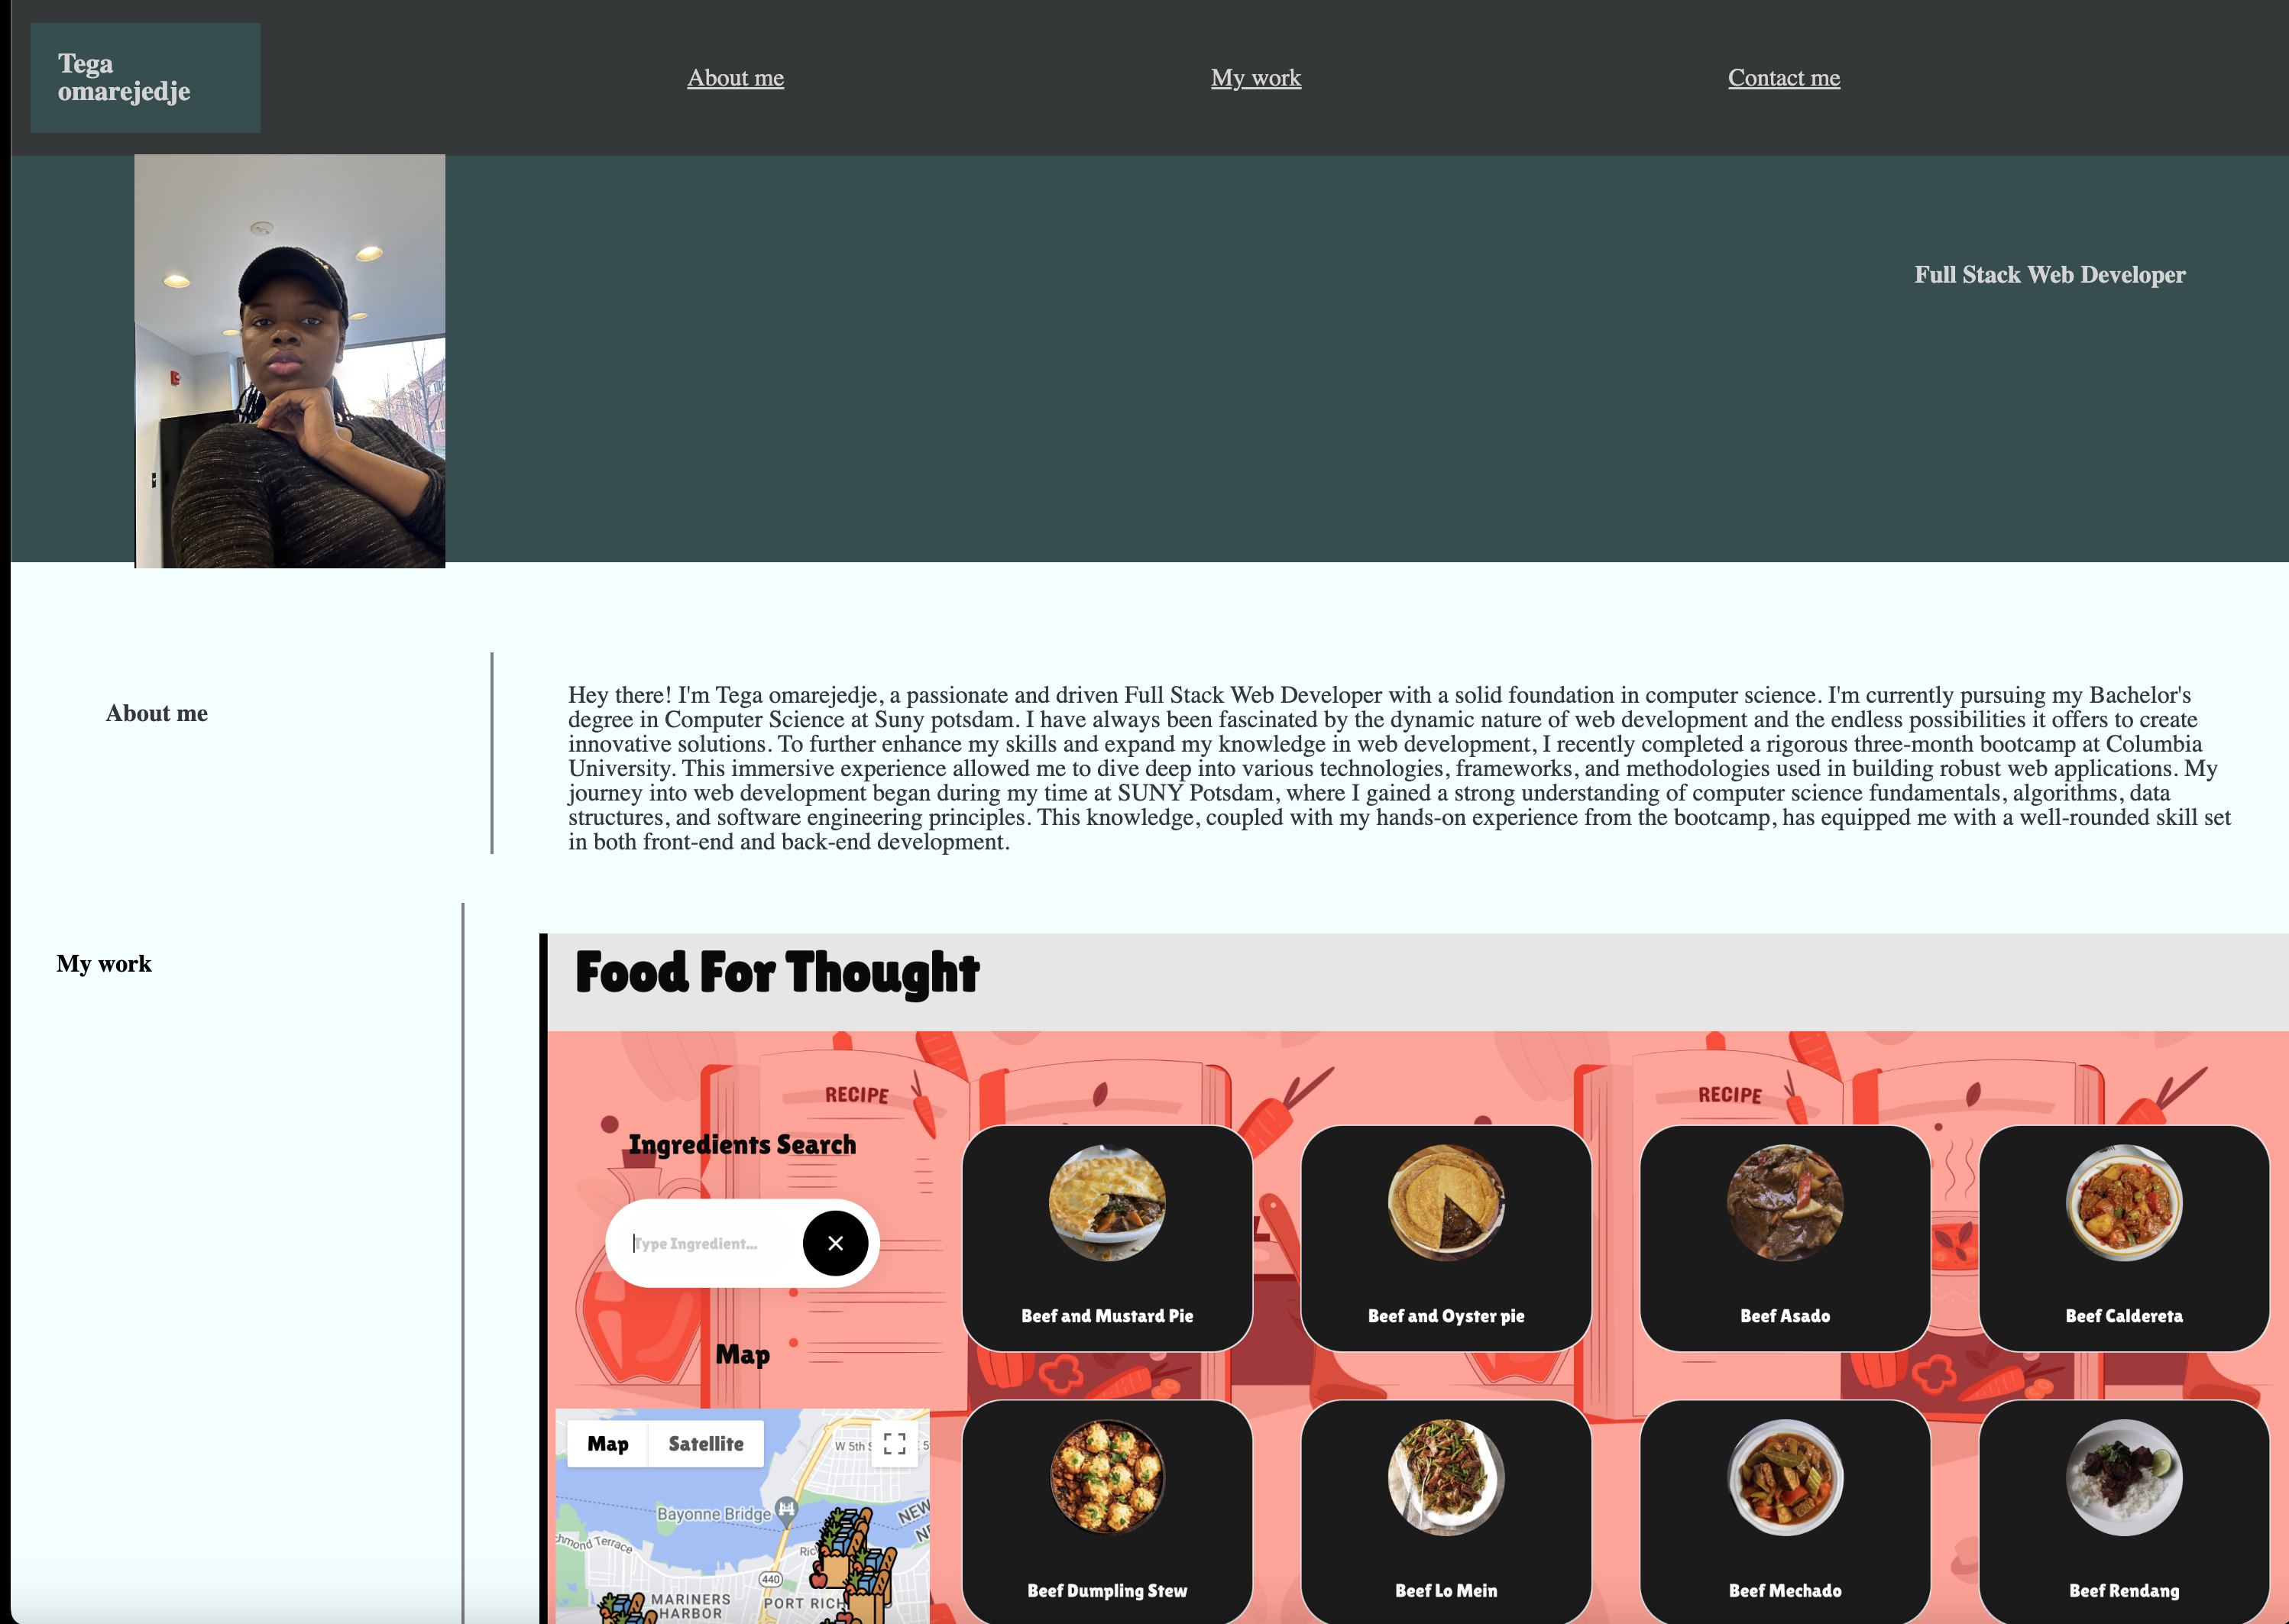 Tega
omarejedje
About me
My work
Contact me
Full Stack Web Developer
About me
Hey there! I'm Tega omarejedje, a passionate and driven Full Stack Web Developer with a solid foundation in computer science. I'm currently pursuing my Bachelor's
degree in Computer Science at Suny potsdam. I have always been fascinated by the dynamic nature of web development and the endless possibilities it offers to create
innovative solutions. To further enhance my skills and expand my knowledge in web development, I recently completed a rigorous three-month bootcamp at Columbia
University. This immersive experience allowed me to dive deep into various technologies, frameworks, and methodologies used in building robust web applications. My
journey into web development began during my time at SUNY Potsdam, where I gained a strong understanding of computer science fundamentals, algorithms, data
structures, and software engineering principles. This knowledge, coupled with my hands-on experience from the bootcamp, has equipped me with a well-rounded skill set
in both front-end and back-end development.
My work
Food For Thought
RECIPE
RECIPE
Ingredients Search
Type Ingredient...
Map
Beef and Mustard Pie
Beef and Oyster pie
Beef Asado
Beef Caldereta
Map
Satellite
W 5th
Bayonne Bridge
NEW
Terrace
440
MARINERS
HARBOR
PORT RICH
Beef Dumpling Stew
Beef Lo Mein
Beef Mechado
Beef Rendang